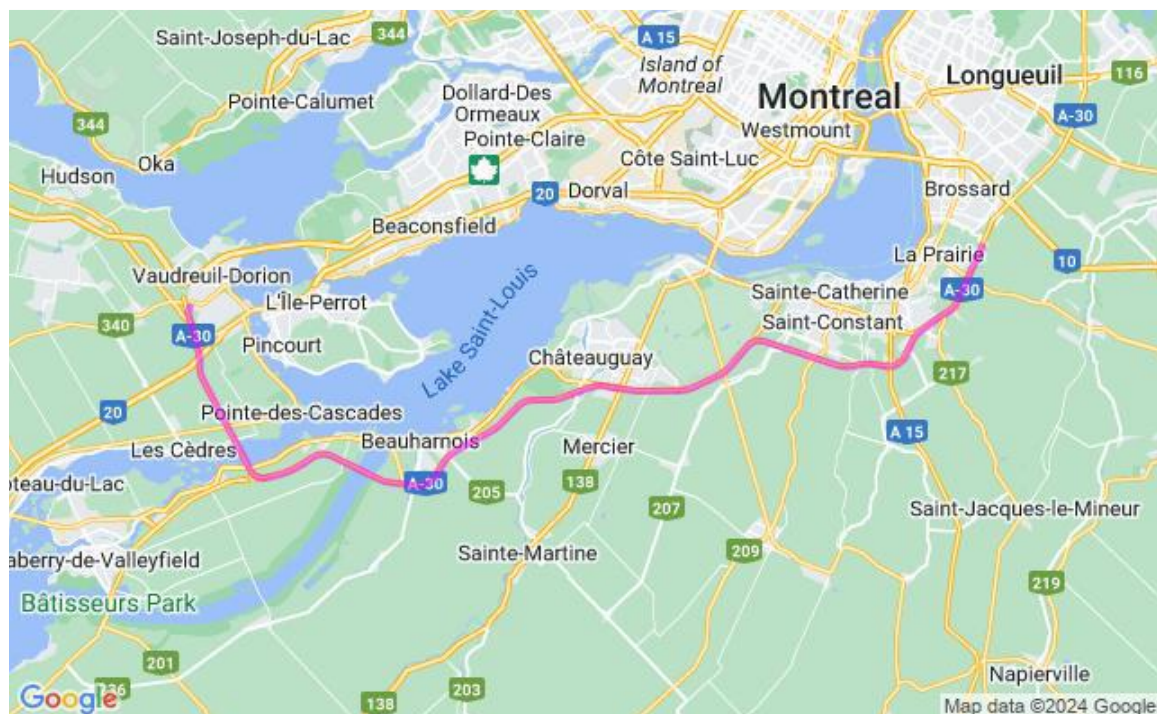 Saint-Joseph-du-Lac
344
A 15
Island of
Montreal
Longueuil
116
Pointe-Calumet
Dollard-Des
Ormeaux
Montreal
A-30
344
Oka
Pointe-Claire
Westmount
Hudson
Côte Saint-Luc
20
Dorval
Brossard
Beaconsfield
La Prairie
10
Vaudreuil-Dorion
L'Île-Perrot
Lake Saint-Louis
Sainte-Catherine
A-30
340
A-30
Pincourt
Saint-Constant
Châteauguay
217
20
Pointe-des-Cascades
A 15
Les Cèdres
Beauharnois
Mercier
oteau-du-Lac
A-30
205
138
207
Saint-Jacques-le-Mineur
aberry-de-Valleyfield
Sainte-Martine
209
219
Bâtisseurs Park
201
203
Napierville
138
Google
Map data ©2024 Google